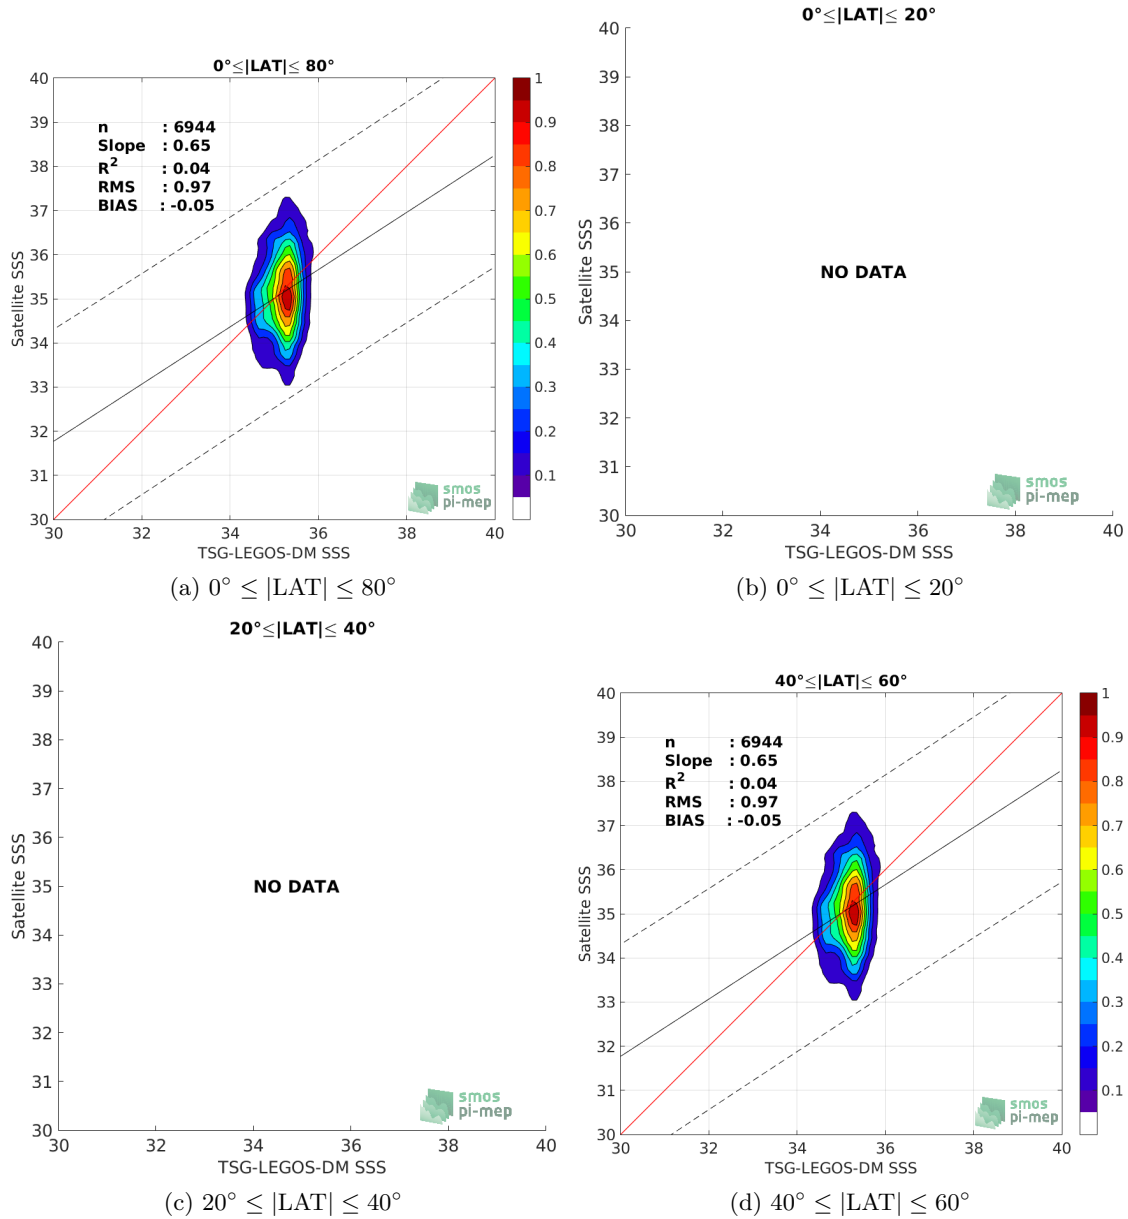 0°≤|LAT|≤ 80°
40
39
38
37
36
35
34
33
32
31
30
30
32
34
36
38
40
Satellite SSS
TSG-LEGOS-DM SSS
n : 6944
Slope : 0.65
R2 : 0.04
RMS : 0.97
BIAS : -0.05
1
0.9
0.8
0.7
0.6
0.5
0.4
0.3
0.2
0.1
smos
pi-mep
(a) 0° ≤ |LAT| ≤ 80°
0°≤|LAT|≤ 20°
40
39
38
37
36
35
34
33
32
31
30
30
32
34
36
38
40
Satellite SSS
TSG-LEGOS-DM SSS
NO DATA
smos
pi-mep
(b) 0° ≤ |LAT| ≤ 20°
20°≤|LAT|≤ 40°
40
39
38
37
36
35
34
33
32
31
30
30
32
34
36
38
40
Satellite SSS
TSG-LEGOS-DM SSS
NO DATA
smos
pi-mep
(c) 20° ≤ |LAT| ≤ 40°
40°≤|LAT|≤ 60°
40
39
38
37
36
35
34
33
32
31
30
30
32
34
36
38
40
Satellite SSS
TSG-LEGOS-DM SSS
n : 6944
Slope : 0.65
R2 : 0.04
RMS : 0.97
BIAS : -0.05
1
0.9
0.8
0.7
0.6
0.5
0.4
0.3
0.2
0.1
smos
pi-mep
(d) 40° ≤ |LAT| ≤ 60°